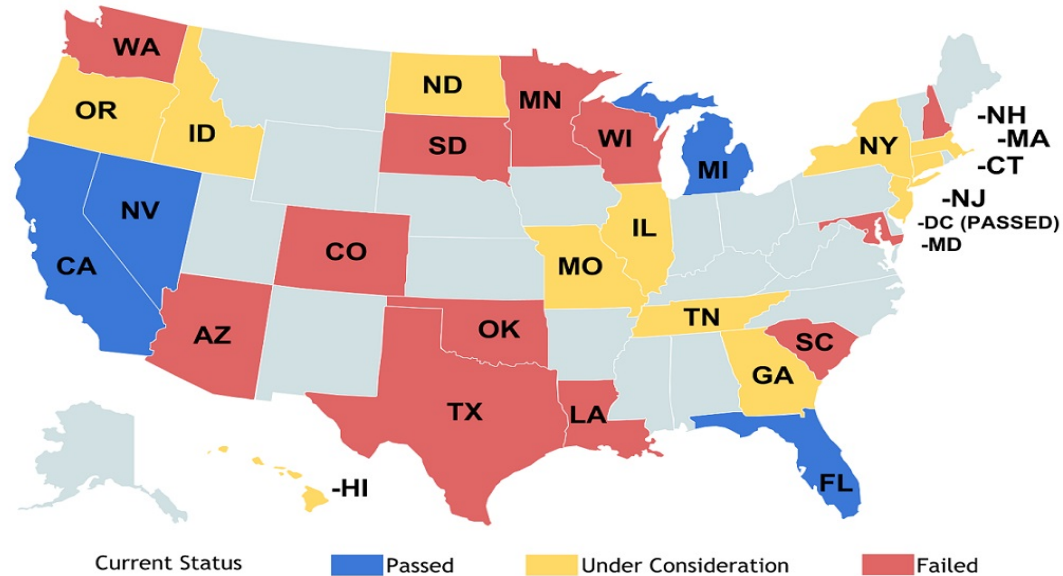 WA
OR
ID
ND
MN
SD
WI
MI
NY
-NH
-MA
-CT
-NJ
-DC (PASSED)
-MD
NV
CA
CO
IL
MO
AZ
OK
TN
SC
GA
TX
LA
FL
-HI
Current Status
Passed
Under Consideration
Failed